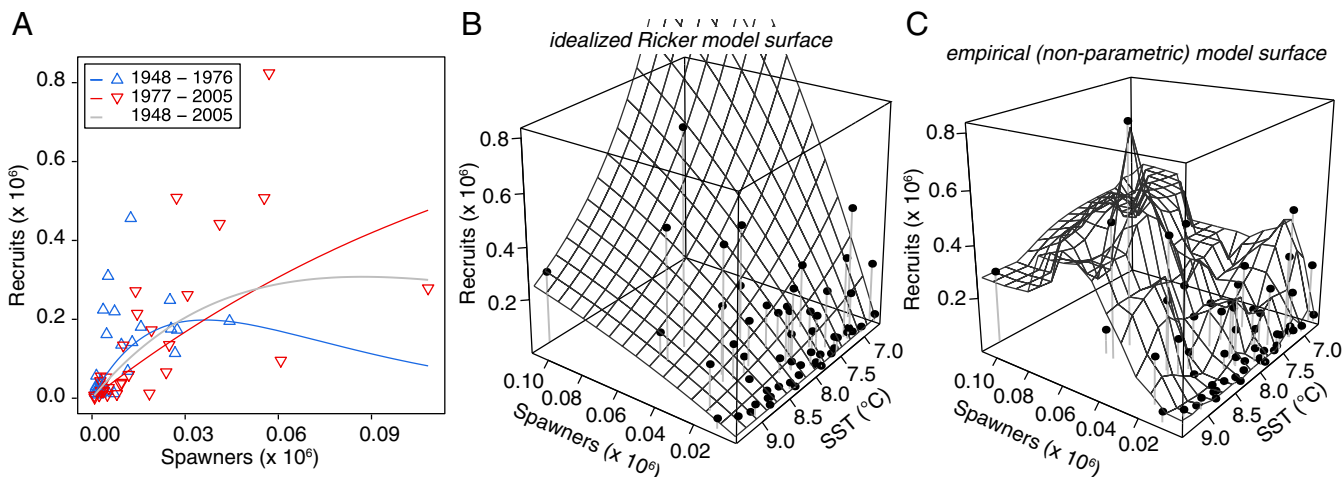 A
1948 – 1976
1977 – 2005
1948 – 2005
Recruits (x 10⁶)
0.8
0.6
0.4
0.2
0.0
0.00 0.03 0.06 0.09
Spawners (x 10⁶)
B
idealized Ricker model surface
Recruits (x 10⁶)
0.8
0.6
0.4
0.2
0.10 0.08 0.06 0.04 0.02
Spawners (x 10⁶)
9.0 8.5 8.0 7.5 7.0
SST (°C)
C
empirical (non-parametric) model surface
Recruits (x 10⁶)
0.8
0.6
0.4
0.2
0.10 0.08 0.06 0.04 0.02
Spawners (x 10⁶)
9.0 8.5 8.0 7.5 7.0
SST (°C)